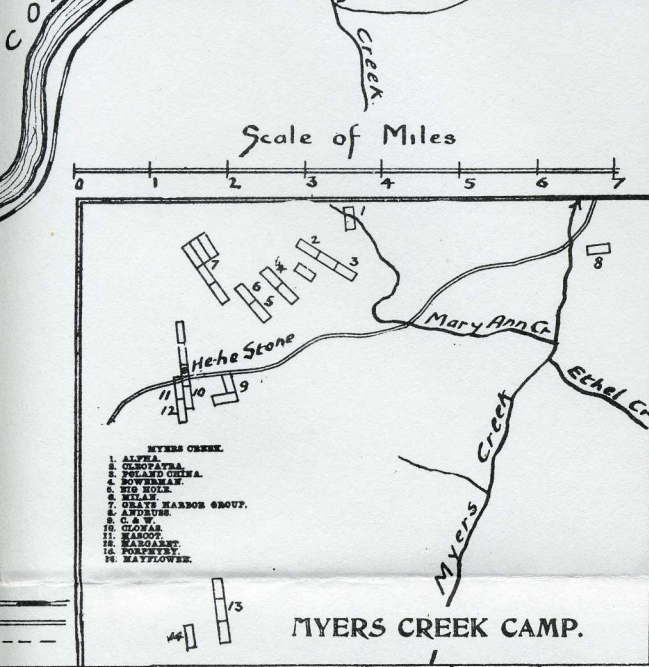 CO
Creek.
Scale of Miles
0 1 2 3 4 5 6 7
1
2
3
4
5
6
7
8
Mary Ann Cr
Ethel Cr
He-he Stone
9
10
11
12
Myers Creek
MYERS CREEK.
1. ALPHA.
2. CLEOPATRA.
3. POLAND CHINA.
4. BOWERMAN.
5. BIG HOLE.
6. MILAN.
7. GRAYS HARBOR GROUP.
8. ANDRUSS.
9. C. & W.
10. CLONAS.
11. MASCOT.
12. MARGARET.
13. PORPHYRY.
14. MAYFLOWER.
13
14
MYERS CREEK CAMP.